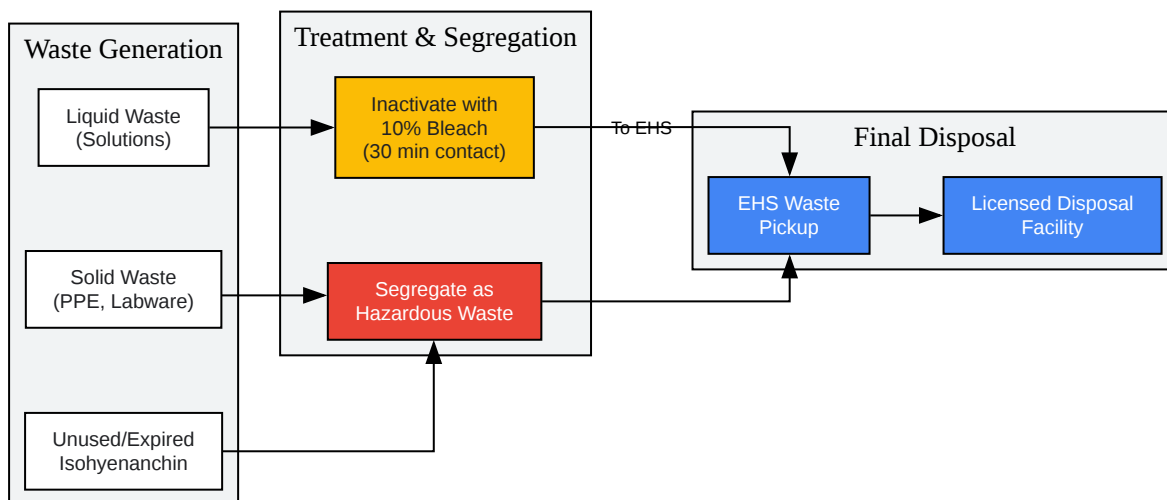 Waste Generation
Liquid Waste
(Solutions)
Solid Waste
(PPE, Labware)
Unused/Expired
Isohyenanchin
Treatment & Segregation
Inactivate with
10% Bleach
(30 min contact)
Segregate as
Hazardous Waste
To EHS
Final Disposal
EHS Waste
Pickup
Licensed Disposal
Facility